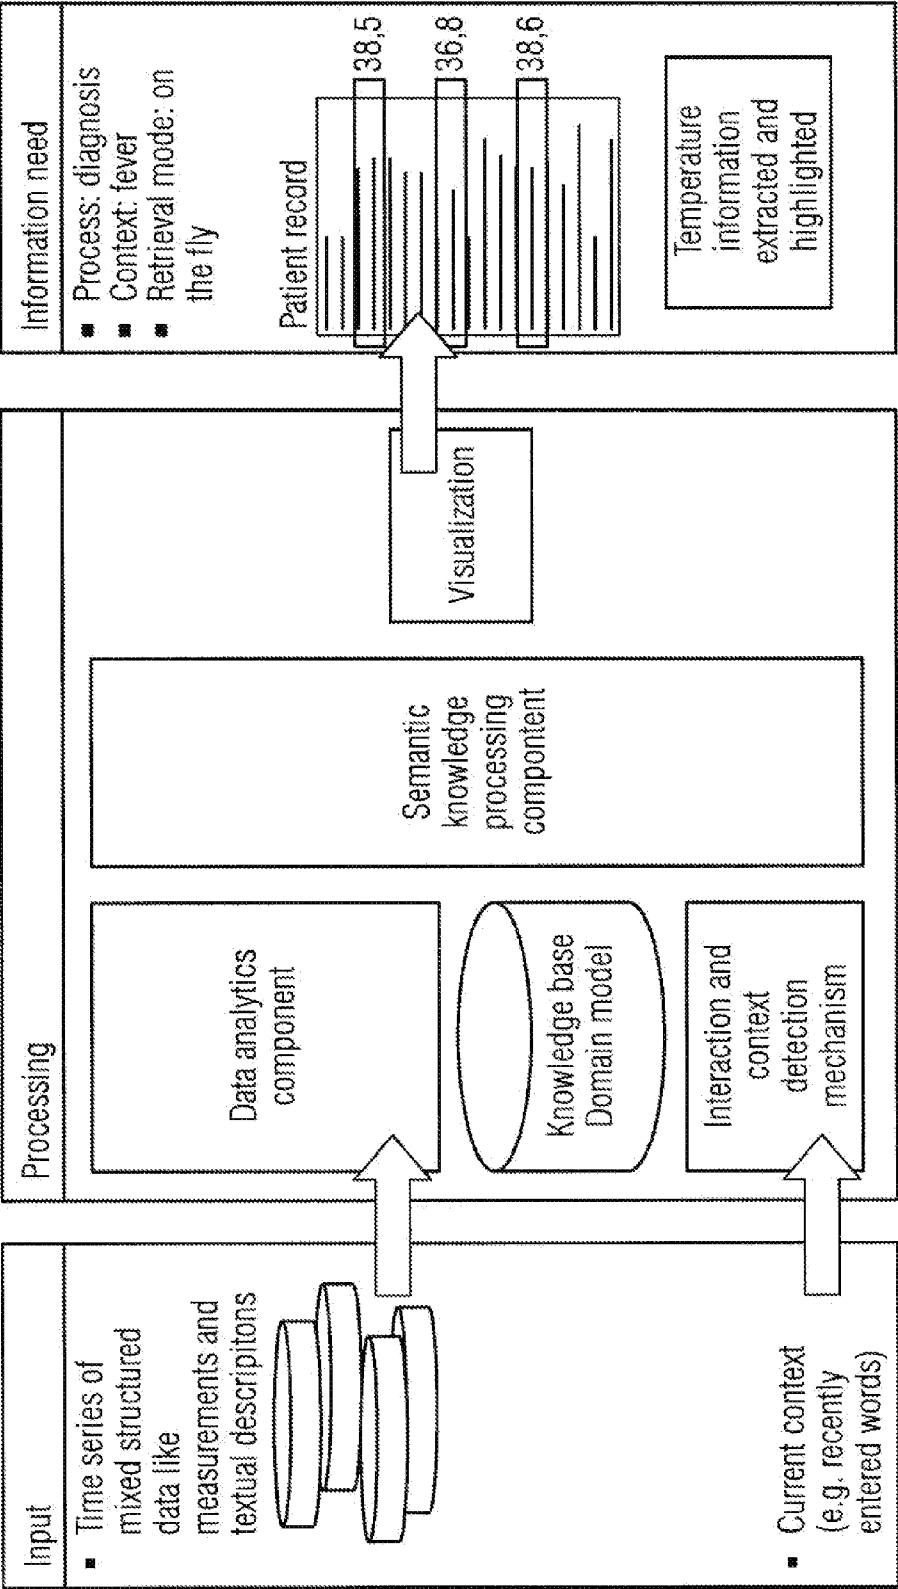 Input
▪ Time series of
mixed structured
data like
measurements and
textual descripitons
▪ Current context
(e.g. recently
entered words)
Processing
Data analytics
component
Knowledge base
Domain model
Interaction and
context
detection
mechanism
Semantic
knowledge
processing
compontent
Visualization
Information need
▪ Process: diagnosis
▪ Context: fever
▪ Retrieval mode: on
the fly
Patient record
38,5
36,8
38,6
Temperature
information
extracted and
highlighted